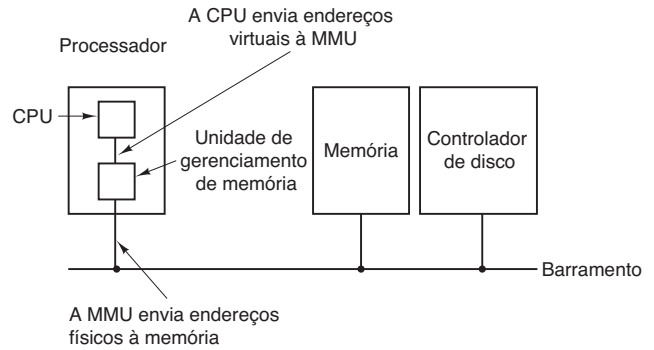 A CPU envia endereços
virtuais à MMU
Processador
CPU
Unidade de
gerenciamento
de memória
Memória
Controlador
de disco
Barramento
A MMU envia endereços
físicos à memória